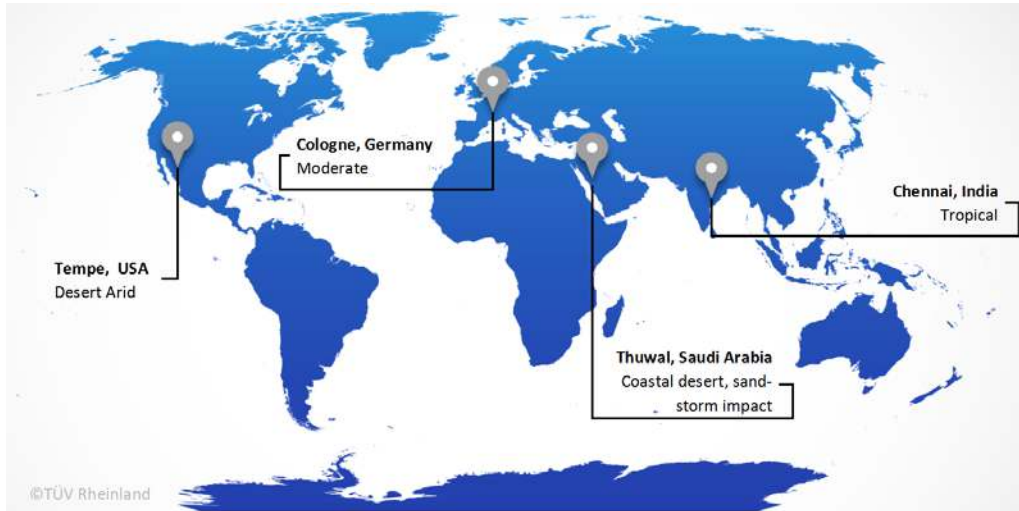 Cologne, Germany
Moderate
Chennai, India
Tropical
Tempe,  USA
Desert Arid
Thuwal, Saudi Arabia
Coastal desert, sand-
storm impact
©TÜV Rheinland